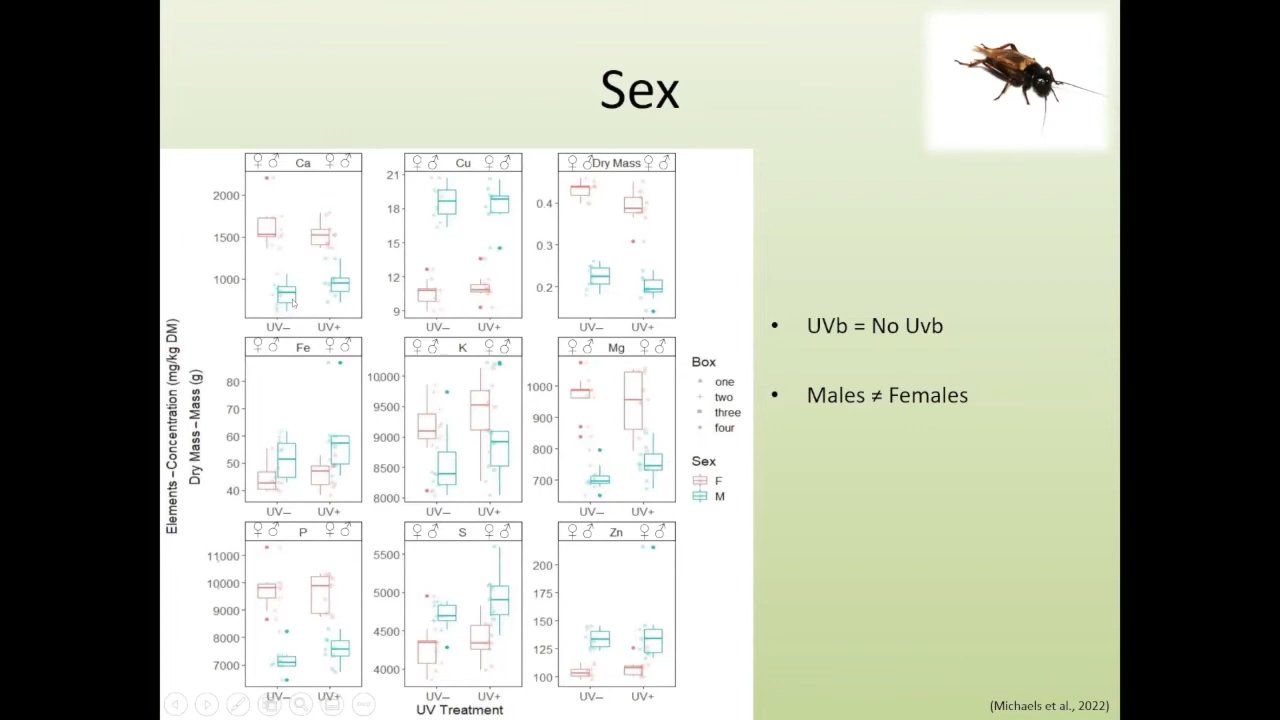 Sex
♀ ♂ Ca ♀ ♂
♀ ♂ Cu ♀ ♂
♀ ♂ Dry Mass ♀ ♂
2000
1500
1000
21
18
15
12
9
0.4
0.3
0.2
UV− UV+
UV− UV+
UV− UV+
♀ ♂ Fe ♀ ♂
♀ ♂ K ♀ ♂
♀ ♂ Mg ♀ ♂
80
70
60
50
40
10000
9500
9000
8500
8000
1000
900
800
700
UV− UV+
UV− UV+
UV− UV+
♀ ♂ P ♀ ♂
♀ ♂ S ♀ ♂
♀ ♂ Zn ♀ ♂
11000
10000
9000
8000
7000
5500
5000
4500
4000
200
175
150
125
100
UV− UV+
UV− UV+
UV− UV+
UV Treatment
Elements−Concentration (mg/kg DM)
Dry Mass−Mass (g)
Box
one
two
three
four
Sex
F
M
• UVb = No Uvb
• Males ≠ Females
(Michaels et al., 2022)